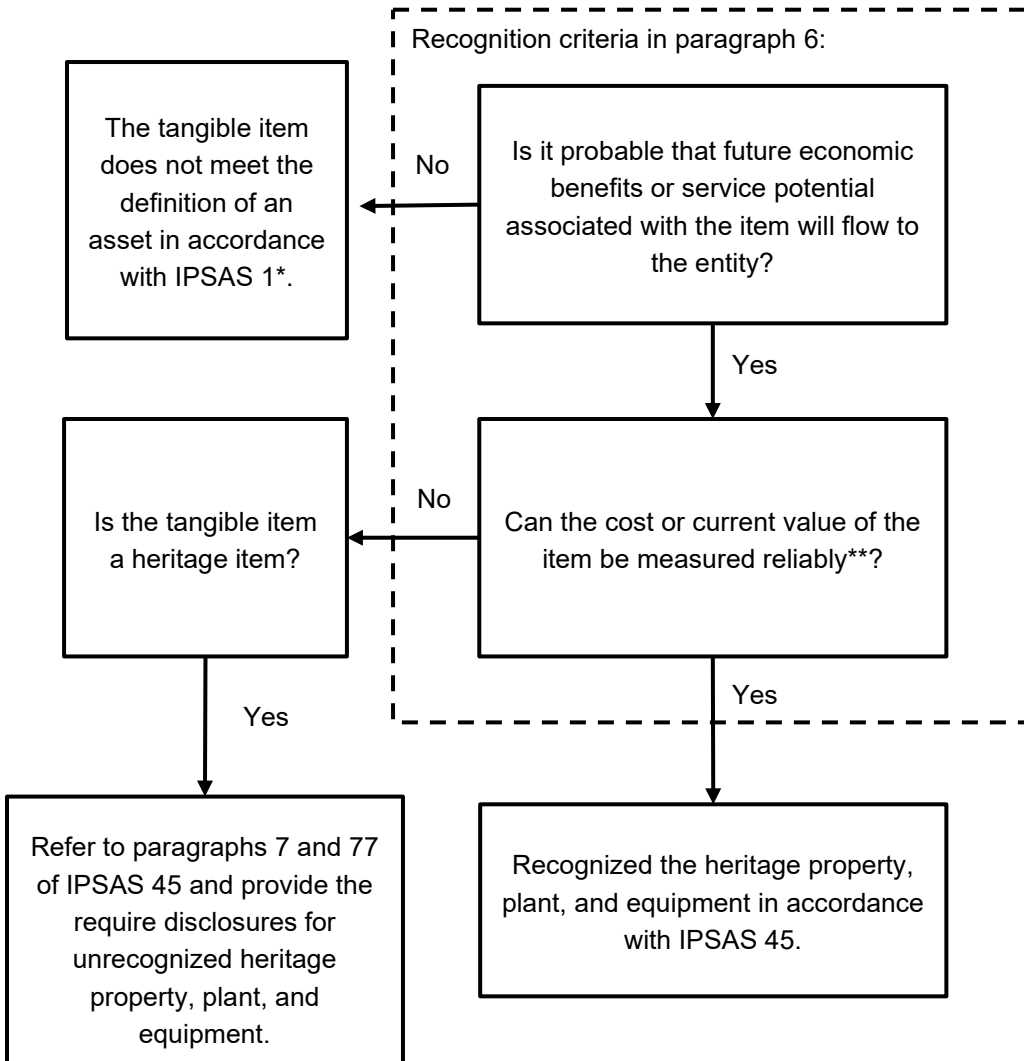 Recognition criteria in paragraph 6:
The tangible item
does not meet the
definition of an
asset in accordance
with IPSAS 1*.
No
Is it probable that future economic
benefits or service potential
associated with the item will flow to
the entity?
Yes
Is the tangible item
a heritage item?
No
Can the cost or current value of the
item be measured reliably**?
Yes
Yes
Refer to paragraphs 7 and 77
of IPSAS 45 and provide the
require disclosures for
unrecognized heritage
property, plant, and
equipment.
Recognized the heritage property,
plant, and equipment in accordance
with IPSAS 45.